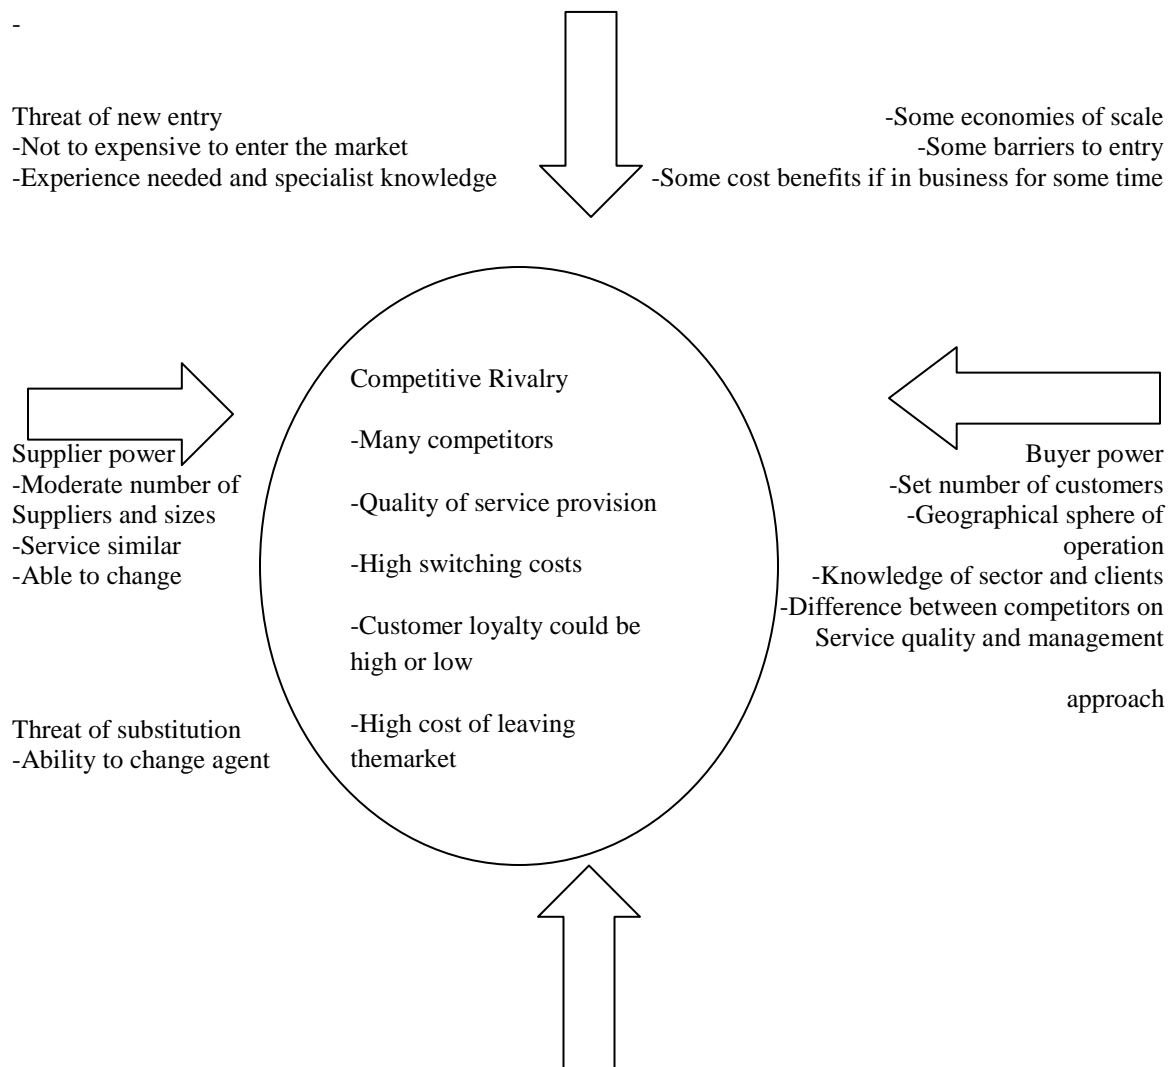 -
Threat of new entry
-Not to expensive to enter the market
-Experience needed and specialist knowledge
-Some economies of scale
-Some barriers to entry
-Some cost benefits if in business for some time
Competitive Rivalry
-Many competitors
-Quality of service provision
-High switching costs
-Customer loyalty could be
high or low
-High cost of leaving
themarket
Supplier power
-Moderate number of
Suppliers and sizes
-Service similar
-Able to change
Buyer power
-Set number of customers
-Geographical sphere of
operation
-Knowledge of sector and clients
-Difference between competitors on
Service quality and management
approach
Threat of substitution
-Ability to change agent